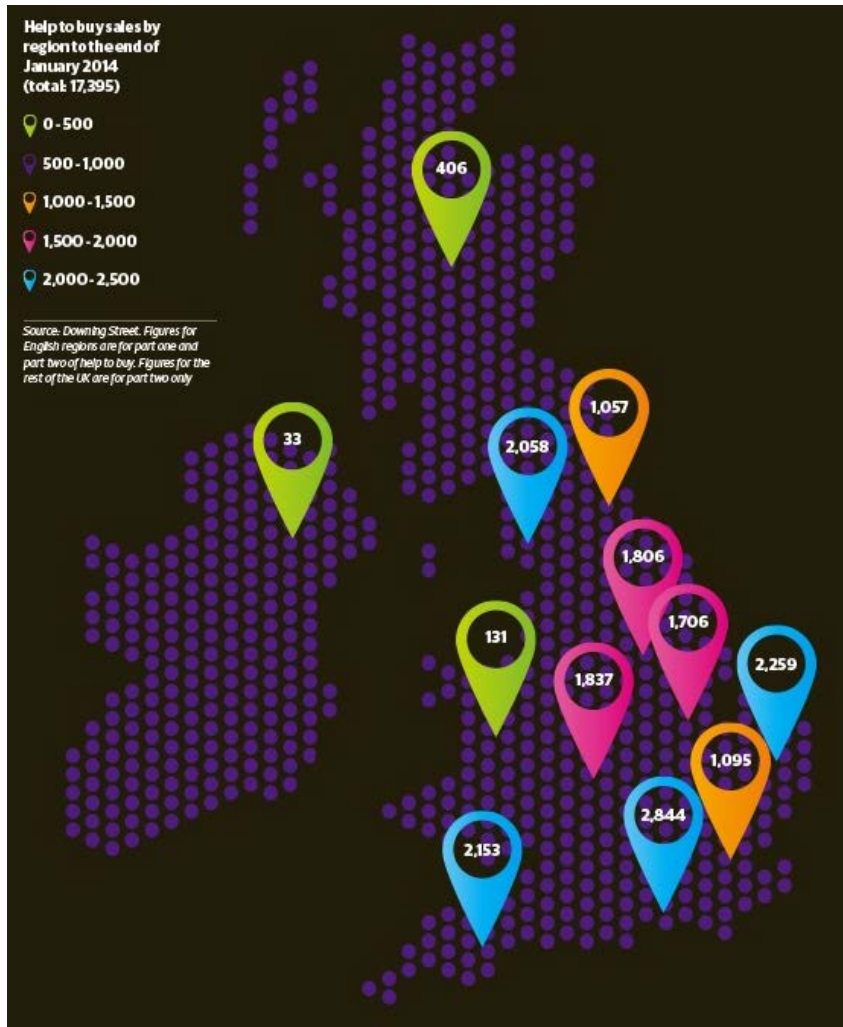 Help to buy sales by
region to the end of
January 2014
(total: 17,395)
0 - 500
500 - 1,000
1,000 - 1,500
1,500 - 2,000
2,000 - 2,500
Source: Downing Street. Figures for
English regions are for part one and
part two of help to buy. Figures for the
rest of the UK are for part two only
406
1,057
33
2,058
1,806
1,706
131
2,259
1,837
1,095
2,844
2,153